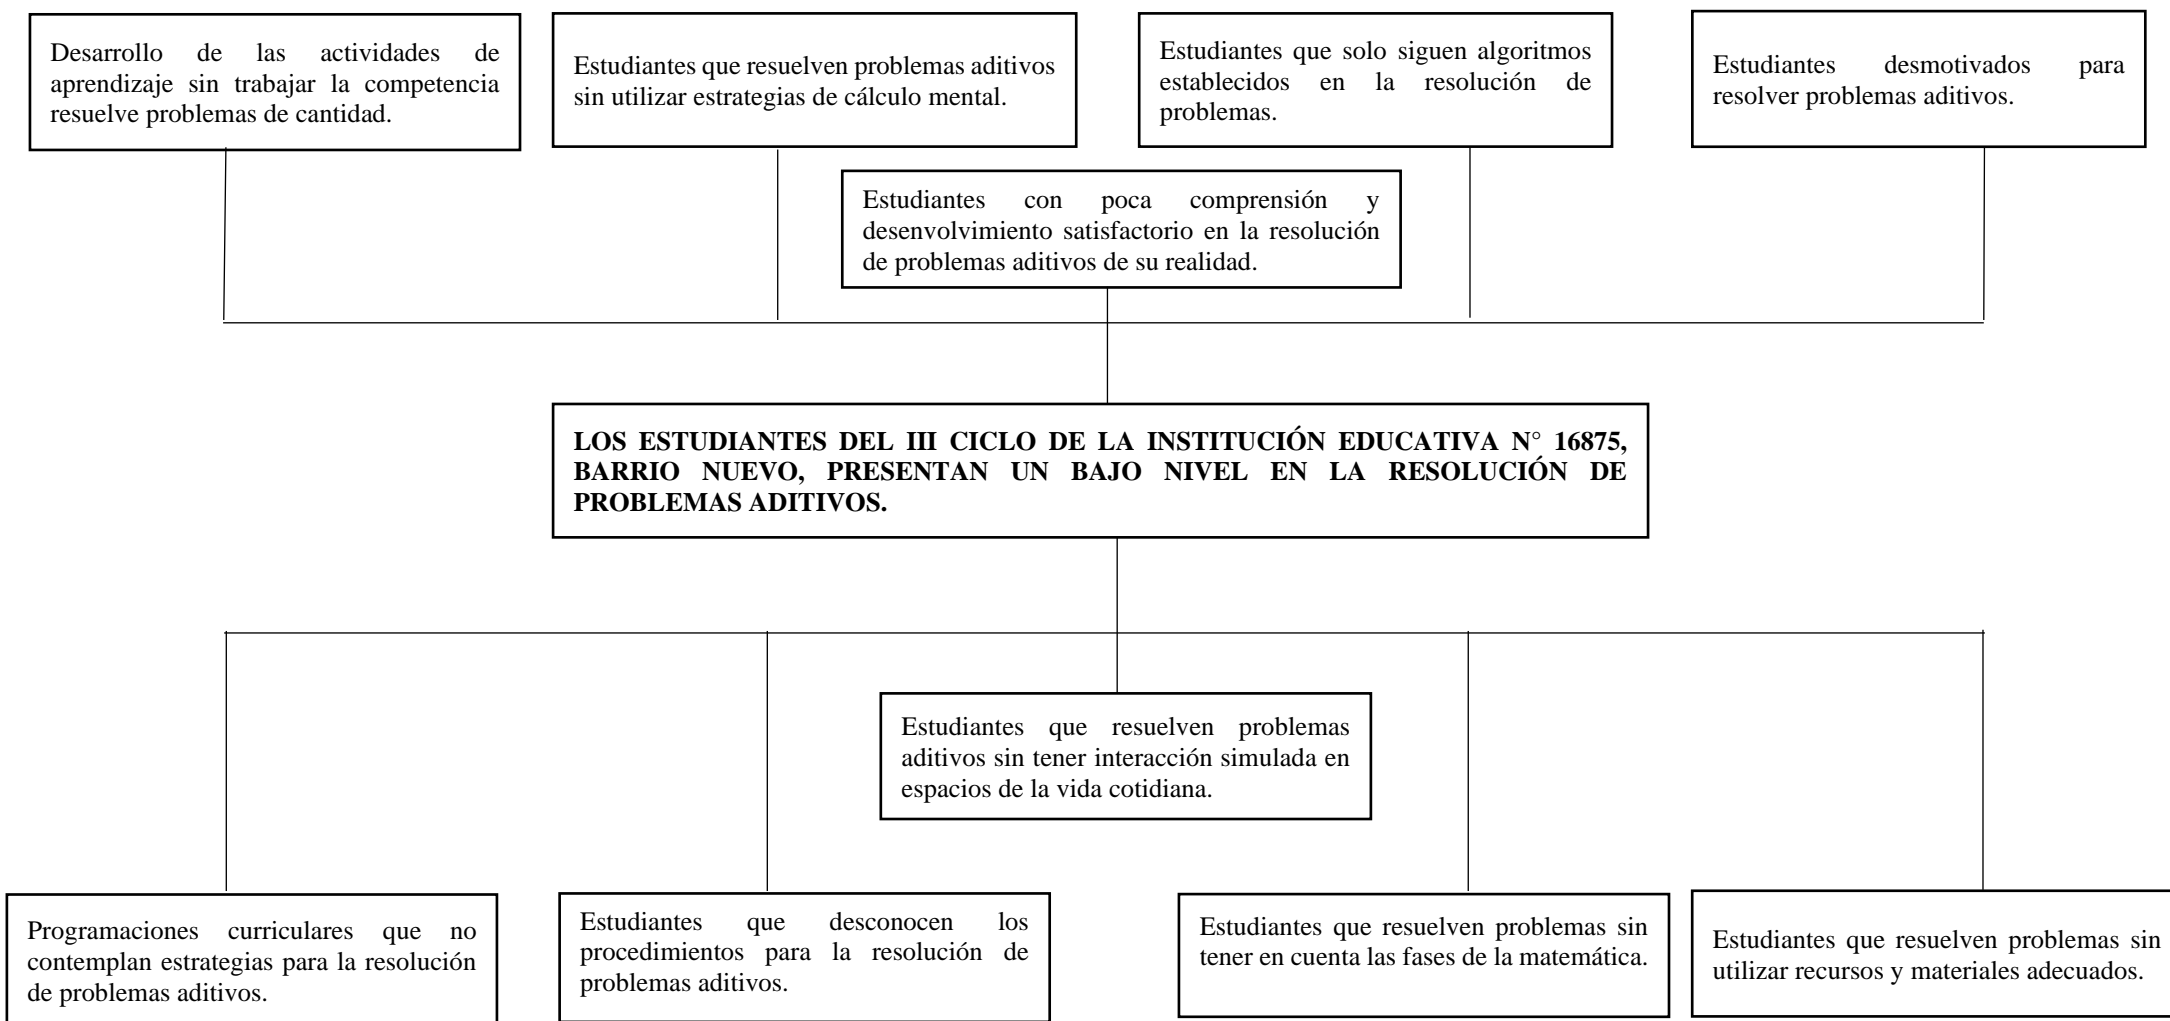 Desarrollo de las actividades de
aprendizaje sin trabajar la competencia
resuelve problemas de cantidad.
Estudiantes que resuelven problemas aditivos
sin utilizar estrategias de cálculo mental.
Estudiantes que solo siguen algoritmos
establecidos en la resolución de
problemas.
Estudiantes desmotivados para
resolver problemas aditivos.
Estudiantes con poca comprensión y
desenvolvimiento satisfactorio en la resolución
de problemas aditivos de su realidad.
LOS ESTUDIANTES DEL III CICLO DE LA INSTITUCIÓN EDUCATIVA N° 16875,
BARRIO NUEVO, PRESENTAN UN BAJO NIVEL EN LA RESOLUCIÓN DE
PROBLEMAS ADITIVOS.
Estudiantes que resuelven problemas
aditivos sin tener interacción simulada en
espacios de la vida cotidiana.
Programaciones curriculares que no
contemplan estrategias para la resolución
de problemas aditivos.
Estudiantes que desconocen los
procedimientos para la resolución de
problemas aditivos.
Estudiantes que resuelven problemas sin
tener en cuenta las fases de la matemática.
Estudiantes que resuelven problemas sin
utilizar recursos y materiales adecuados.